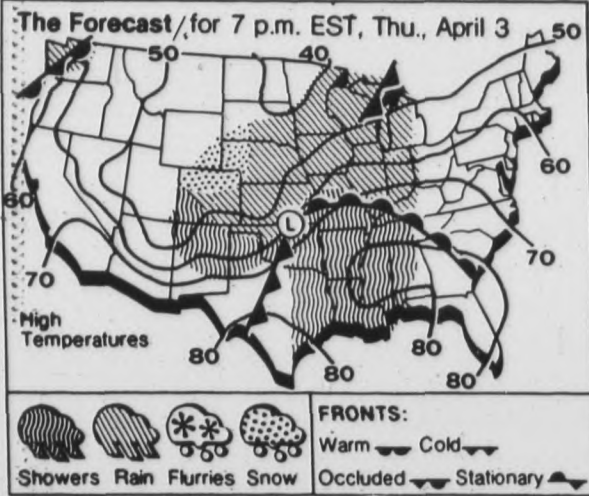 The Forecast/for 7 p.m. EST, Thu., April 3
50
50
40
60
60
70
70
L
High
Temperatures
80
80
80
80
Showers Rain Flurries Snow
FRONTS:
Warm Cold
Occluded Stationary